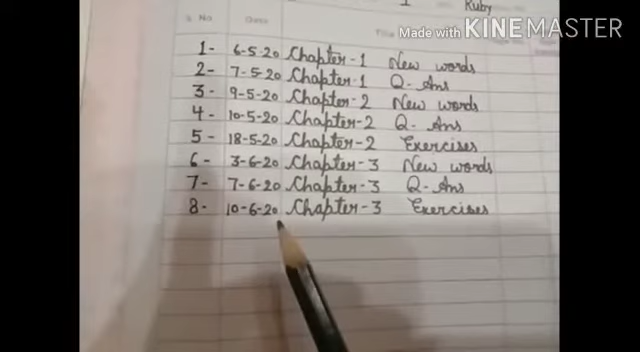 1
Ruby
Made with KINEMASTER
S. No. Date Title
1- 6-5-20 Chapter-1 New words
2- 7-5-20 Chapter-1 Q- Ans
3- 9-5-20 Chapter-2 New words
4- 10-5-20 Chapter-2 Q- Ans
5- 18-5-20 Chapter-2 Exercises
6- 3-6-20 Chapter-3 New words
7- 7-6-20 Chapter-3 Q-Ans
8- 10-6-20 Chapter-3 Exercises